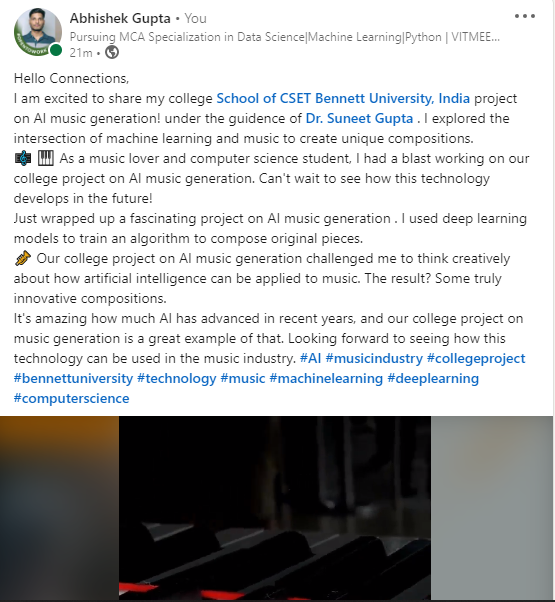 Abhishek Gupta • You
Pursuing MCA Specialization in Data Science|Machine Learning|Python | VITMEE...
21m •
Hello Connections,
I am excited to share my college School of CSET Bennett University, India project
on AI music generation! under the guidence of Dr. Suneet Gupta . I explored the
intersection of machine learning and music to create unique compositions.
🎼 🎹 As a music lover and computer science student, I had a blast working on our
college project on AI music generation. Can't wait to see how this technology
develops in the future!
Just wrapped up a fascinating project on AI music generation . I used deep learning
models to train an algorithm to compose original pieces.
🎺 Our college project on AI music generation challenged me to think creatively
about how artificial intelligence can be applied to music. The result? Some truly
innovative compositions.
It's amazing how much AI has advanced in recent years, and our college project on
music generation is a great example of that. Looking forward to seeing how this
technology can be used in the music industry. #AI #musicindustry #collegeproject
#bennettuniversity #technology #music #machinelearning #deeplearning
#computerscience